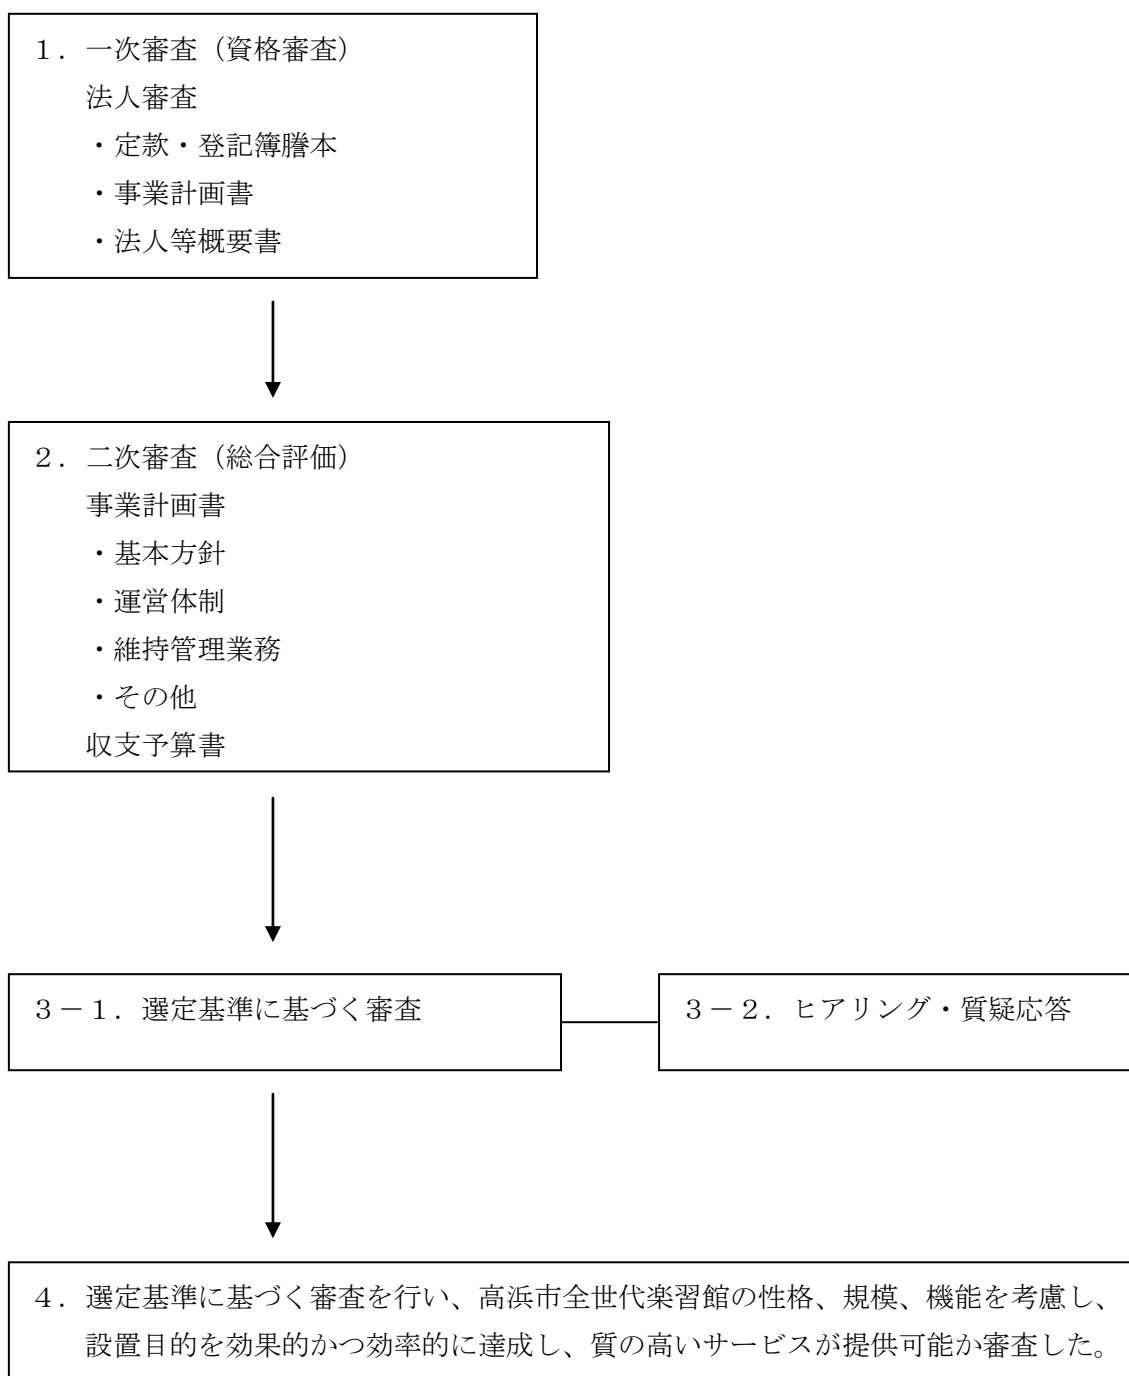 １．一次審査（資格審査）
法人審査
・定款・登記簿謄本
・事業計画書
・法人等概要書
２．二次審査（総合評価）
事業計画書
・基本方針
・運営体制
・維持管理業務
・その他
収支予算書
３－１．選定基準に基づく審査
３－２．ヒアリング・質疑応答
４．選定基準に基づく審査を行い、高浜市全世代楽習館の性格、規模、機能を考慮し、
設置目的を効果的かつ効率的に達成し、質の高いサービスが提供可能か審査した。